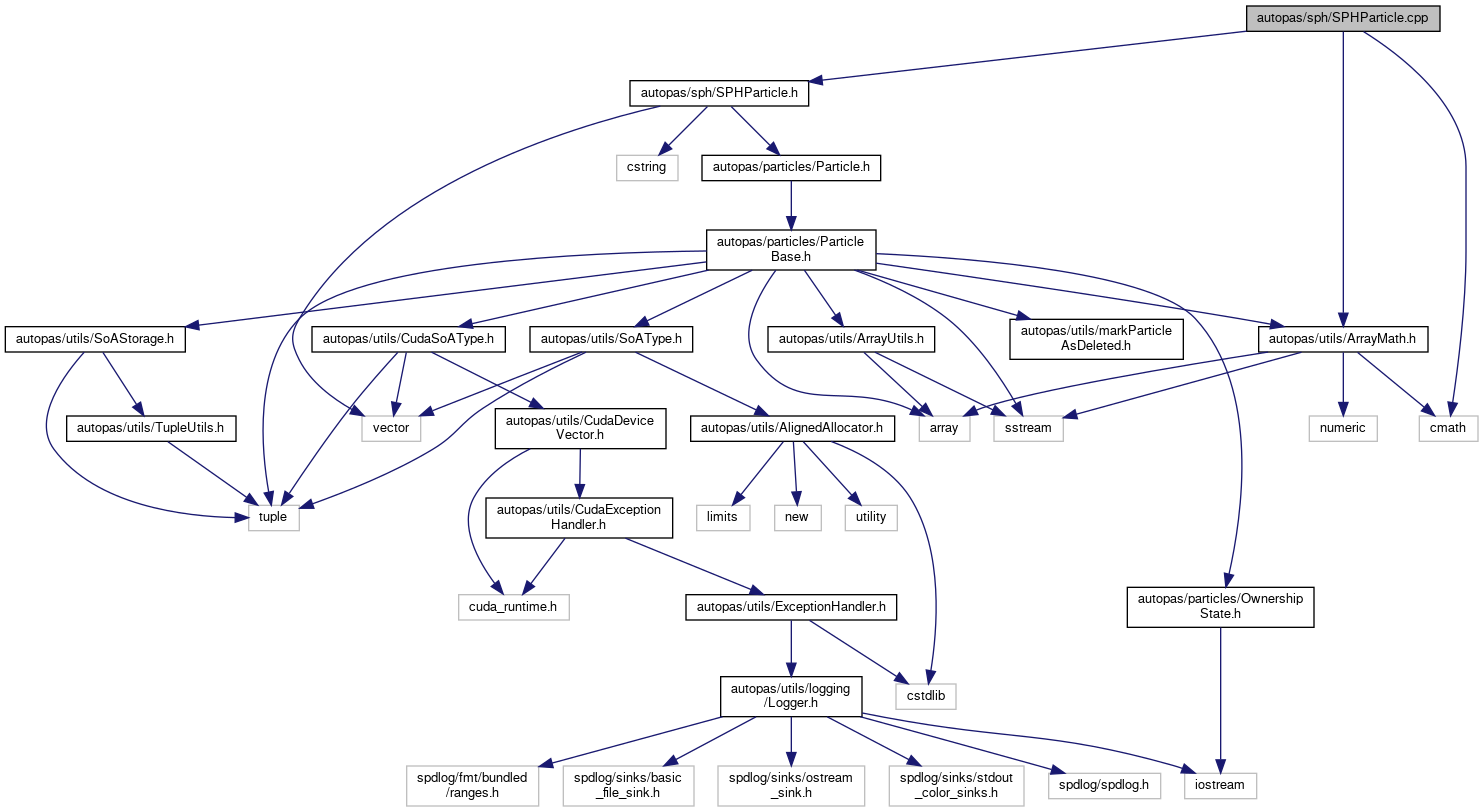 autopas/sph/SPHParticle.cpp
autopas/sph/SPHParticle.h
cstring
autopas/particles/Particle.h
autopas/particles/Particle
Base.h
autopas/utils/SoAStorage.h
autopas/utils/CudaSoAType.h
autopas/utils/SoAType.h
autopas/utils/ArrayUtils.h
autopas/utils/markParticle
AsDeleted.h
autopas/utils/ArrayMath.h
autopas/utils/TupleUtils.h
vector
autopas/utils/CudaDevice
Vector.h
autopas/utils/AlignedAllocator.h
array
sstream
numeric
cmath
tuple
autopas/utils/CudaException
Handler.h
limits
new
utility
cuda_runtime.h
autopas/utils/ExceptionHandler.h
autopas/particles/Ownership
State.h
autopas/utils/logging
/Logger.h
cstdlib
spdlog/fmt/bundled
/ranges.h
spdlog/sinks/basic
_file_sink.h
spdlog/sinks/ostream
_sink.h
spdlog/sinks/stdout
_color_sinks.h
spdlog/spdlog.h
iostream